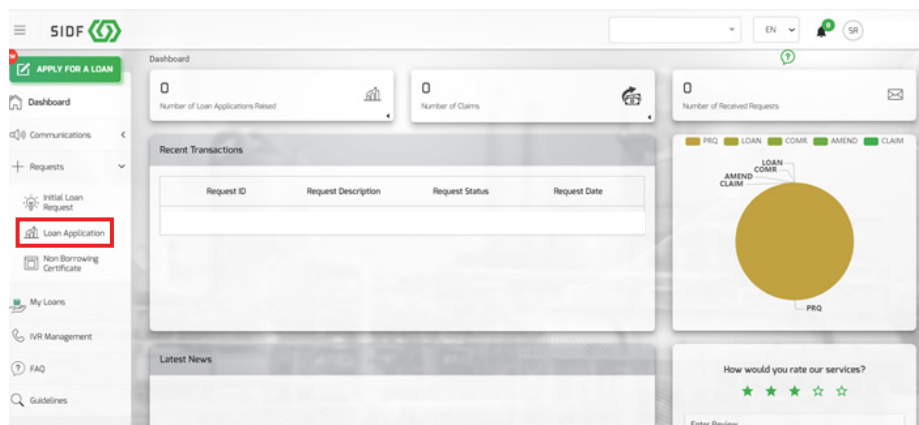 SIDF
EN
0
SR
APPLY FOR A LOAN
Dashboard
Communications
Requests
Initial Loan
Request
Loan Application
Non Borrowing
Certificate
My Loans
IVR Management
FAQ
Guidelines
Dashboard
0
Number of Loan Applications Raised
0
Number of Claims
0
Number of Received Requests
Recent Transactions
Request ID Request Description Request Status Request Date
PRQ LOAN COMR AMEND CLAIM
LOAN
COMR
AMEND
CLAIM
PRQ
Latest News
How would you rate our services?
Enter Review